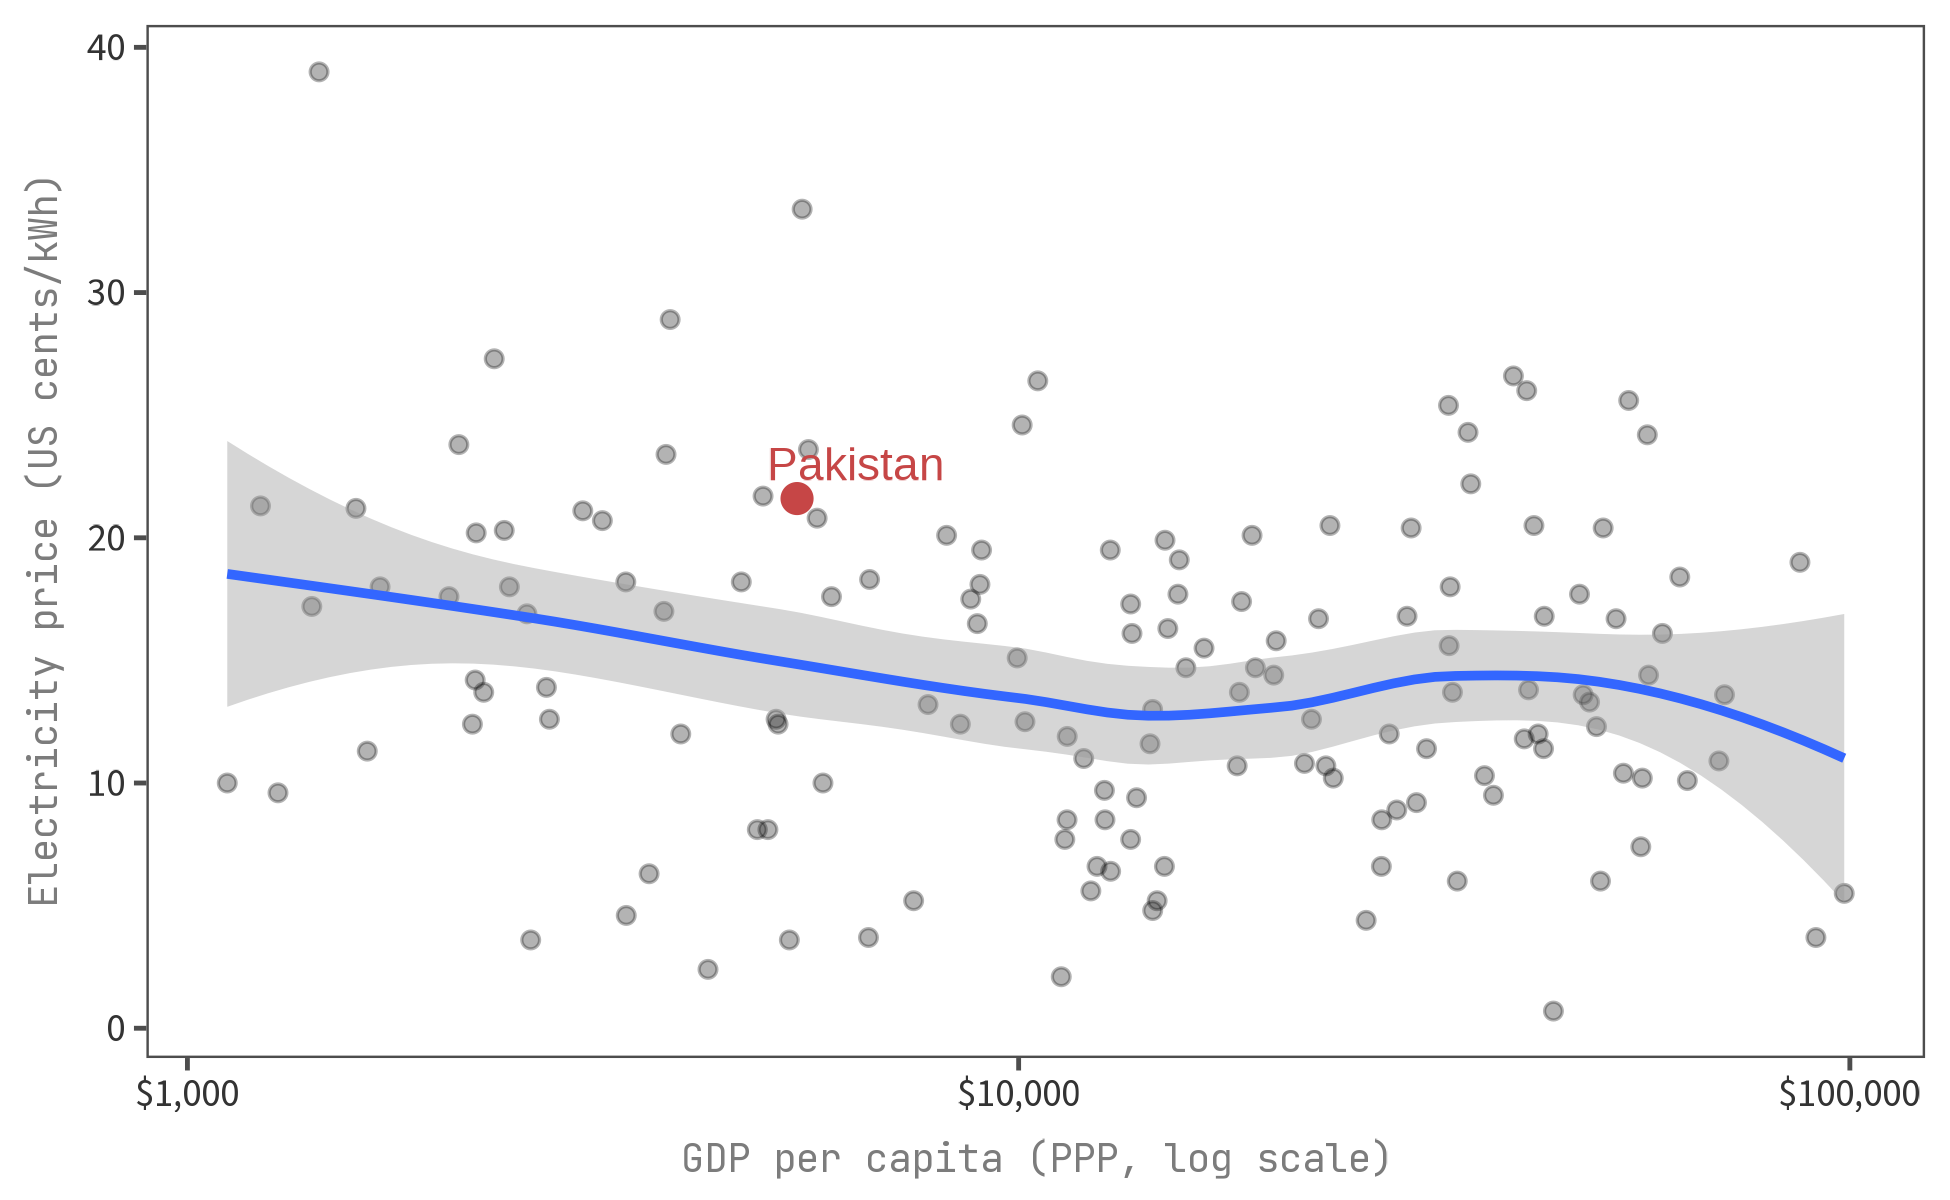 Electricity price (US cents/kWh)
40
30
20
10
0
Pakistan
$1,000
$10,000
$100,000
GDP per capita (PPP, log scale)